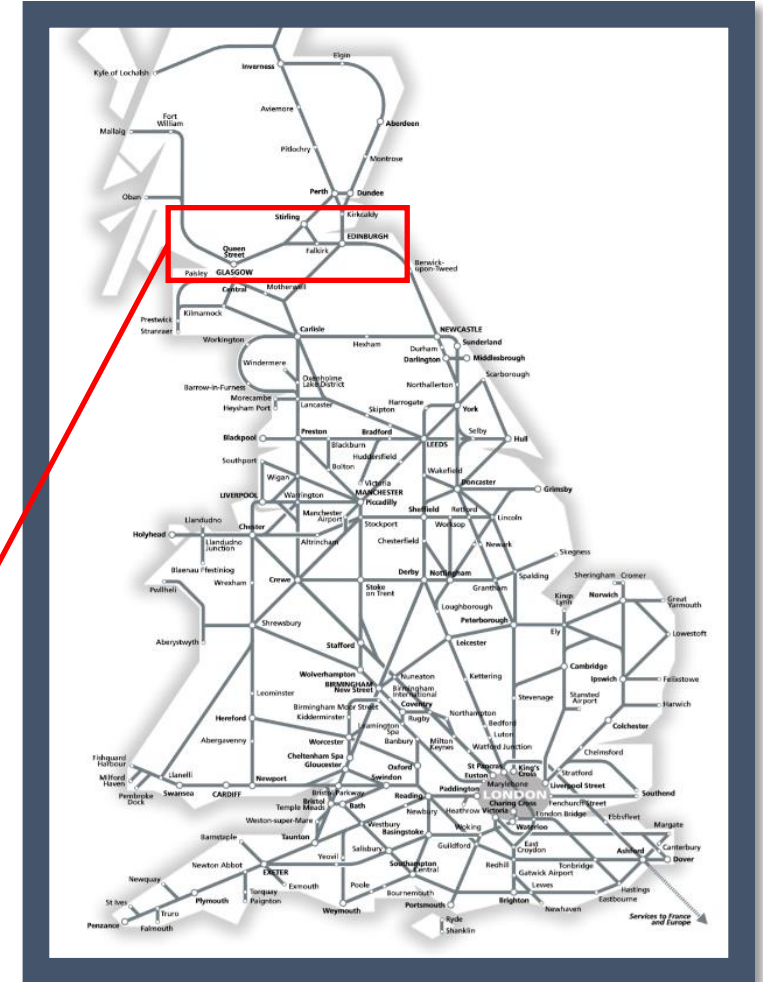 Elgin
Inverness
Kyle of Lochalsh
Aviemore
Fort
William
Aberdeen
Mallaig
Pitlochry
Montrose
Perth
Dundee
Oban
Kirkcaldy
Stirling
EDINBURGH
Queen
Street
Falkirk
Berwick-
upon-Tweed
Paisley
GLASGOW
Central
Motherwell
Kilmarnock
Prestwick
Stranraer
Carlisle
NEWCASTLE
Workington
Hexham
Sunderland
Durham
Darlington
Middlesbrough
Windermere
Scarborough
Oxenholme
Lake District
Barrow-in-Furness
Northallerton
Morecambe
Heysham Port
Lancaster
Harrogate
York
Skipton
Preston
Bradford
Selby
Blackpool
Blackburn
LEEDS
Hull
Huddersfield
Southport
Bolton
Wakefield
Wigan
Victoria
Doncaster
MANCHESTER
Piccadilly
Grimsby
LIVERPOOL
Warrington
Sheffield
Retford
Manchester
Airport
Lincoln
Llandudno
Stockport
Worksop
Holyhead
Chester
Llandudno
Junction
Altrincham
Chesterfield
Newark
Skegness
Blaenau Ffestiniog
Derby
Nottingham
Spalding
Sheringham
Cromer
Wrexham
Crewe
Stoke
on Trent
Grantham
Pwllheli
Kings
Lynn
Norwich
Great
Yarmouth
Loughborough
Peterborough
Shrewsbury
Ely
Lowestoft
Aberystwyth
Stafford
Leicester
Wolverhampton
Cambridge
BIRMINGHAM
New Street
Nuneaton
Kettering
Ipswich
Felixstowe
Birmingham
International
Leominster
Coventry
Stevenage
Stansted
Airport
Harwich
Birmingham Moor Street
Kidderminster
Rugby
Northampton
Hereford
Leamington
Spa
Bedford
Colchester
Abergavenny
Worcester
Banbury
Milton
Keynes
Luton
Watford Junction
Chelmsford
Fishguard
Harbour
Cheltenham Spa
Gloucester
Oxford
St Pancras
King's
Cross
Euston
Stratford
Milford
Haven
Llanelli
Swindon
Marylebone
Liverpool Street
Pembroke
Dock
Swansea
CARDIFF
Newport
Bristol Parkway
Reading
Paddington
LONDON
Southend
Bristol
Temple Meads
Bath
Newbury
Heathrow
Victoria
Charing Cross
Fenchurch Street
London Bridge
Ebbsfleet
Weston-super-Mare
Westbury
Basingstoke
Waterloo
Margate
Barnstaple
Taunton
Woking
East
Croydon
Canterbury
Salisbury
Guildford
Ashford
Dover
Newton Abbot
Yeovil
Southampton
Central
Redhill
Tonbridge
EXETER
Gatwick Airport
Newquay
Exmouth
Poole
Lewes
Hastings
St Ives
Plymouth
Torquay
Paignton
Bournemouth
Eastbourne
Truro
Weymouth
Portsmouth
Brighton
Newhaven
Penzance
Falmouth
Ryde
Shanklin
Services to France
and Europe